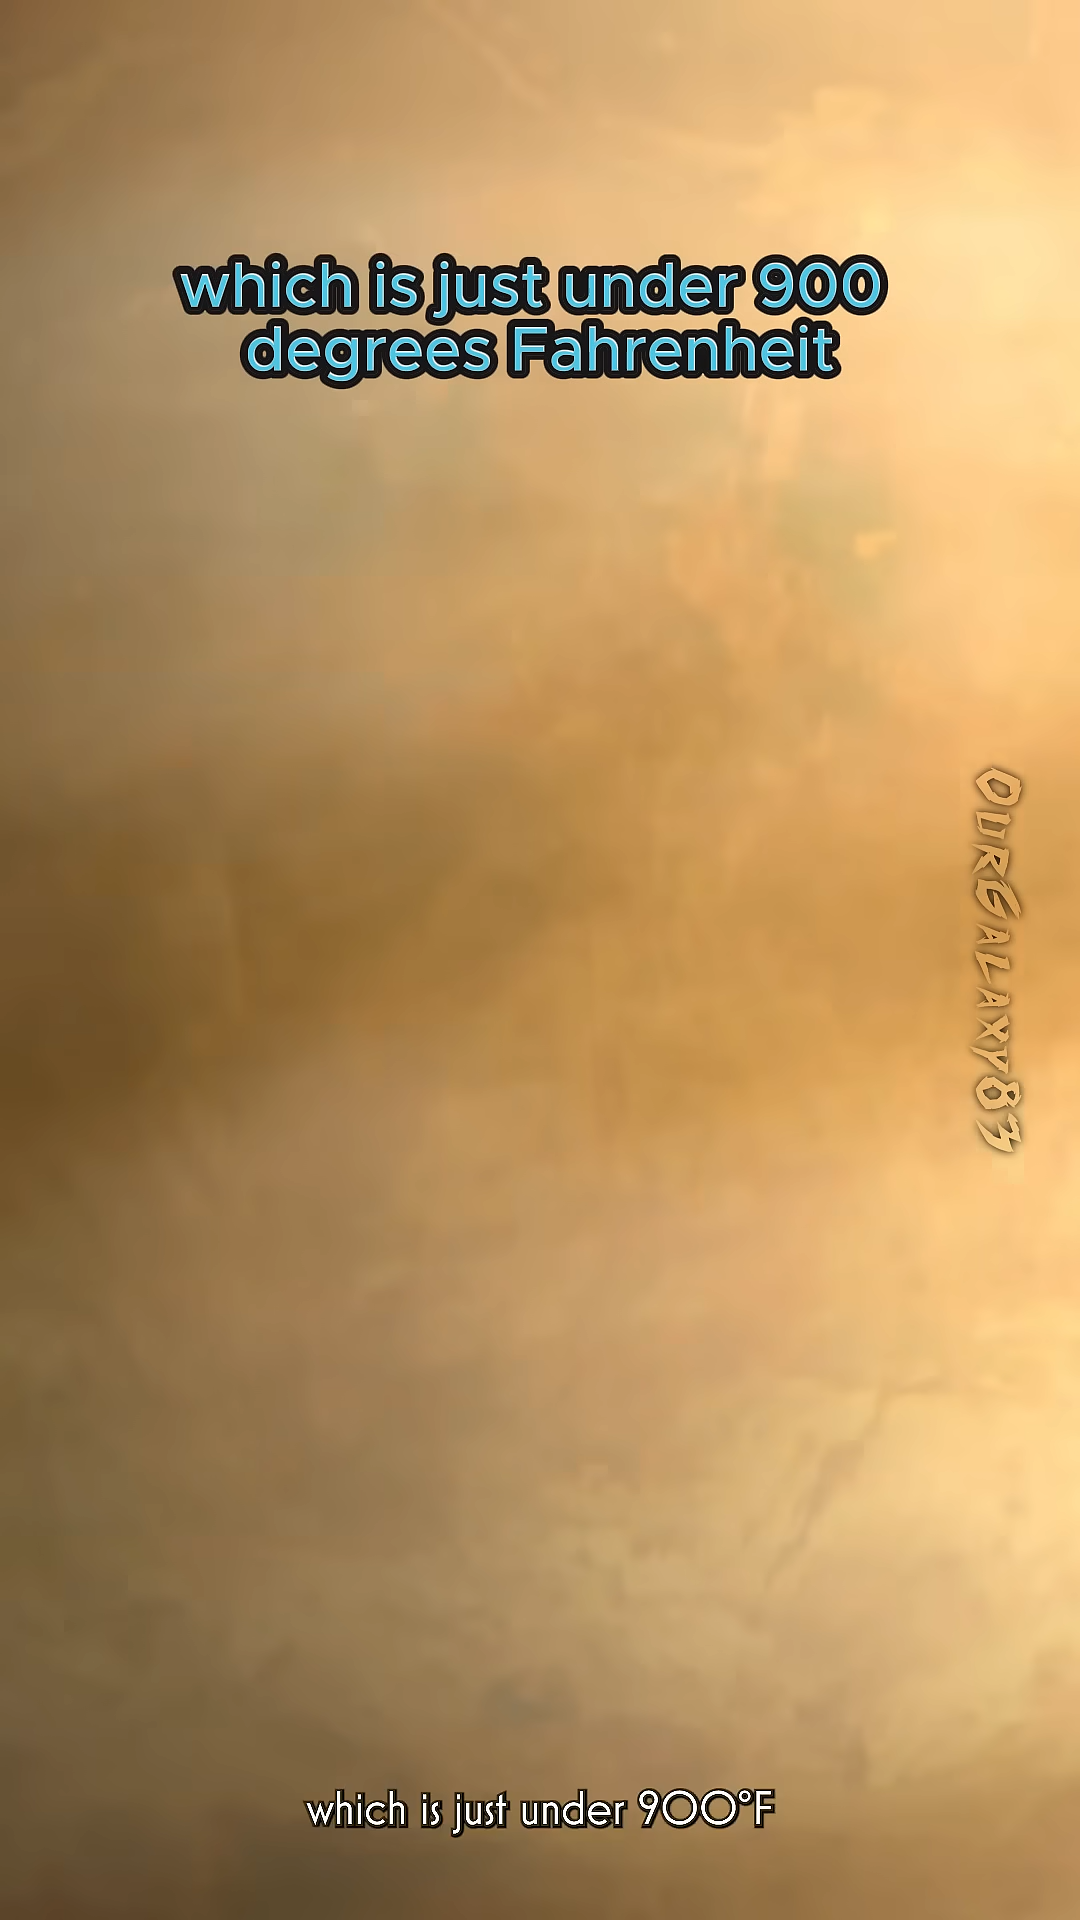 which is just under 900
degrees Fahrenheit
OurGalaxy83
which is just under 900°F